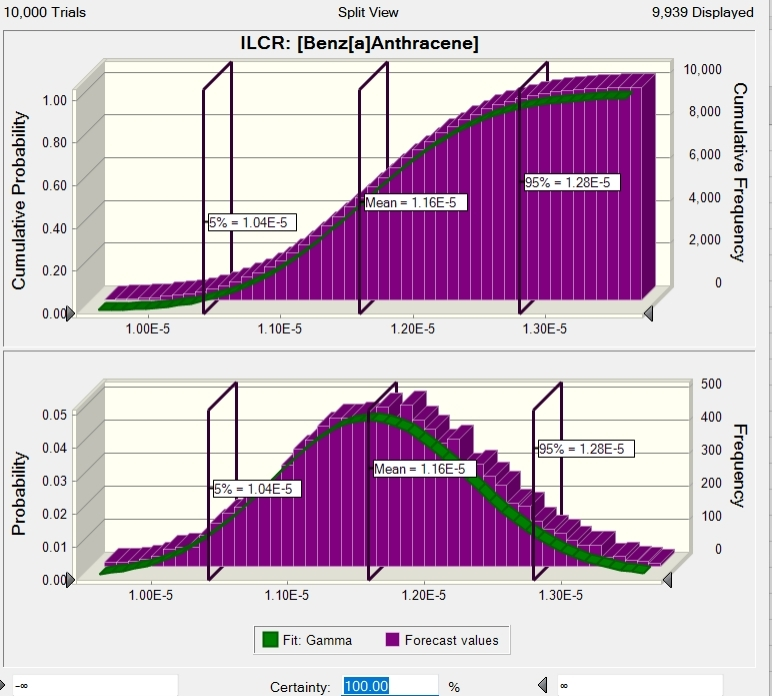 10,000 Trials Split View 9,939 Displayed
ILCR: [Benz[a]Anthracene]
Cumulative Probability
1.00
0.80
0.60
0.40
0.20
0.00
5% = 1.04E-5
Mean = 1.16E-5
95% = 1.28E-5
10,000
8,000
6,000
4,000
2,000
0
Cumulative Frequency
1.00E-5 1.10E-5 1.20E-5 1.30E-5
Probability
0.05
0.04
0.03
0.02
0.01
0.00
5% = 1.04E-5
Mean = 1.16E-5
95% = 1.28E-5
500
400
300
200
100
0
Frequency
1.00E-5 1.10E-5 1.20E-5 1.30E-5
Fit: Gamma Forecast values
-∞ Certainty: 100.00 % ∞